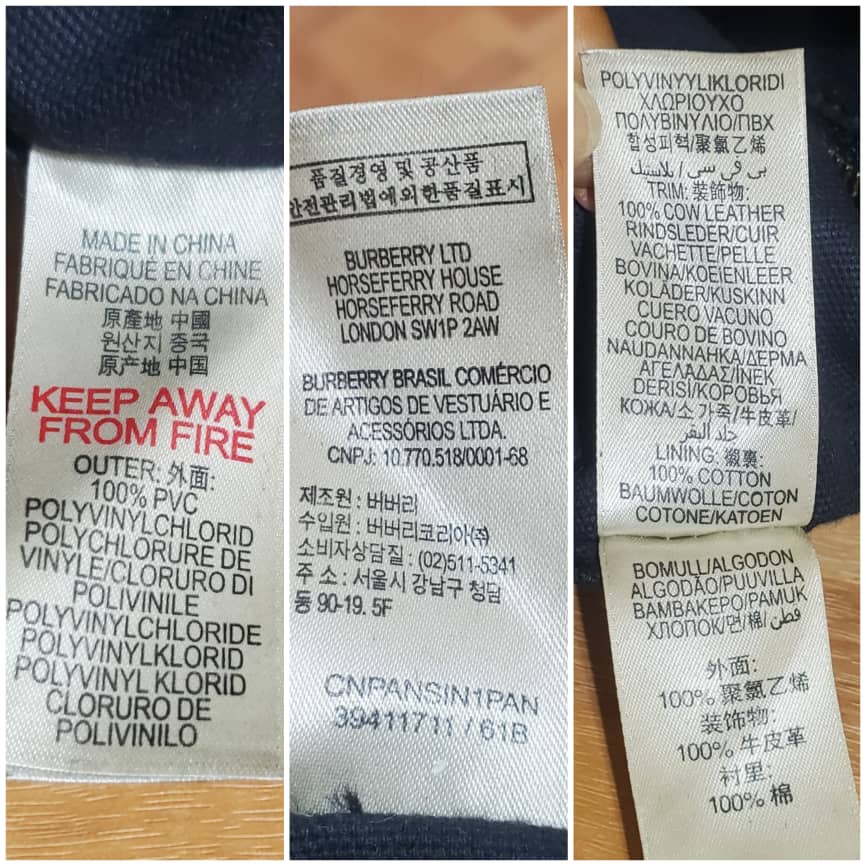 MADE IN CHINA
FABRIQUÉ EN CHINE
FABRICADO NA CHINA
原產地 中國
원산지 중국
原产地 中国
KEEP AWAY
FROM FIRE
OUTER: 外面:
100% PVC
POLYVINYLCHLORID
POLYCHLORURE DE
VINYLE/CLORURO DI
POLIVINILE
POLYVINYLCHLORIDE
POLYVINYLKLORID
POLYVINYL KLORID
CLORURO DE
POLIVINILO
품질경영 및 공산품
안전관리법에의한품질표시
BURBERRY LTD
HORSEFERRY HOUSE
HORSEFERRY ROAD
LONDON SW1P 2AW
BURBERRY BRASIL COMÉRCIO
DE ARTIGOS DE VESTUÁRIO E
ACESSÓRIOS LTDA.
CNPJ: 10.770.518/0001-68
제조원 : 버버리
수입원 : 버버리코리아㈜
소비자상담질 : (02)511-5341
주 소 : 서울시 강남구 청담
동 90-19. 5F
CNPANSIN1PAN
39411711 / 61B
POLYVINYYLIKLORIDI
ΧΛΩΡΙΟΥΧΟ
ΠΟΛΥΒΙΝΥΛΙΟ/ПВХ
합성피혁/聚氯乙烯
بي في سي/بلاستيك
TRIM: 裝飾物:
100% COW LEATHER
RINDSLEDER/CUIR
VACHETTE/PELLE
BOVINA/KOEIENLEER
KOLÄDER/KUSKINN
CUERO VACUNO
COURO DE BOVINO
NAUDANNAHKA/ΔΕΡΜΑ
ΑΓΕΛΑΔΑΣ/INEK
DERISI/КОРОВЬЯ
КОЖА/소 가죽/牛皮革/
جلد البقر
LINING: 襯裏:
100% COTTON
BAUMWOLLE/COTON
COTONE/KATOEN
BOMULL/ALGODON
ALGODÃO/PUUVILLA
BAMBAKEPO/PAMUK
ХЛОПОК/면/棉/قطن
外面:
100% 聚氯乙烯
装飾物:
100% 牛皮革
衬里:
100% 棉